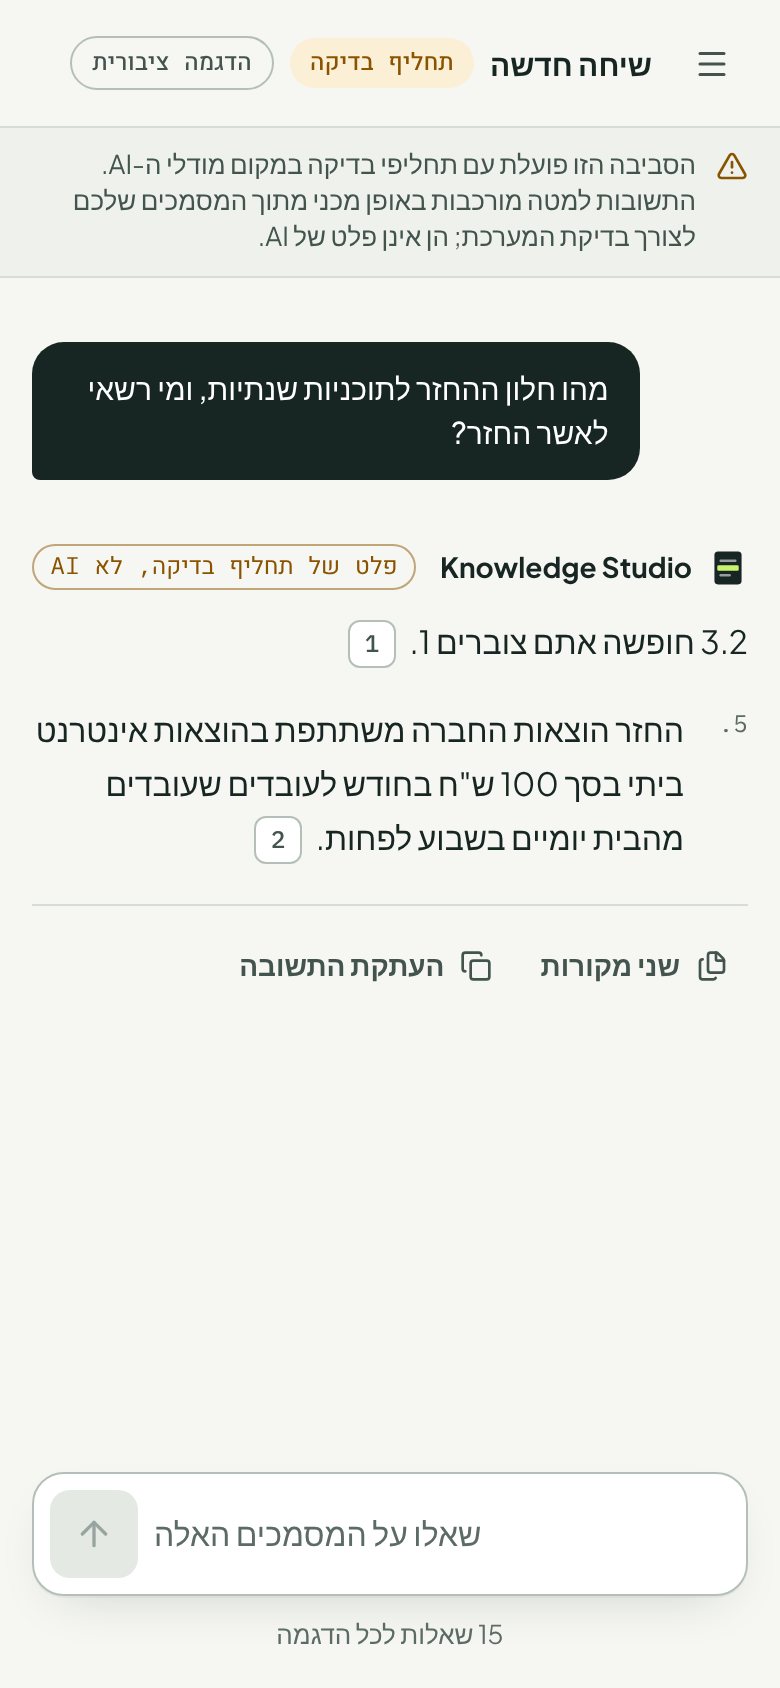 שיחה חדשה
תחליף בדיקה
הדגמה ציבורית
הסביבה הזו פועלת עם תחליפי בדיקה במקום מודלי ה-AI.
התשובות למטה מורכבות באופן מכני מתוך המסמכים שלכם
לצורך בדיקת המערכת; הן אינן פלט של AI.
מהו חלון ההחזר לתוכניות שנתיות, ומי רשאי
לאשר החזר?
Knowledge Studio
פלט של תחליף בדיקה, לא AI
3.2 חופשה אתם צוברים 1. 1
5. החזר הוצאות החברה משתתפת בהוצאות אינטרנט
ביתי בסך 100 ש"ח בחודש לעובדים שעובדים
מהבית יומיים בשבוע לפחות. 2
שני מקורות
העתקת התשובה
שאלו על המסמכים האלה
15 שאלות לכל הדגמה